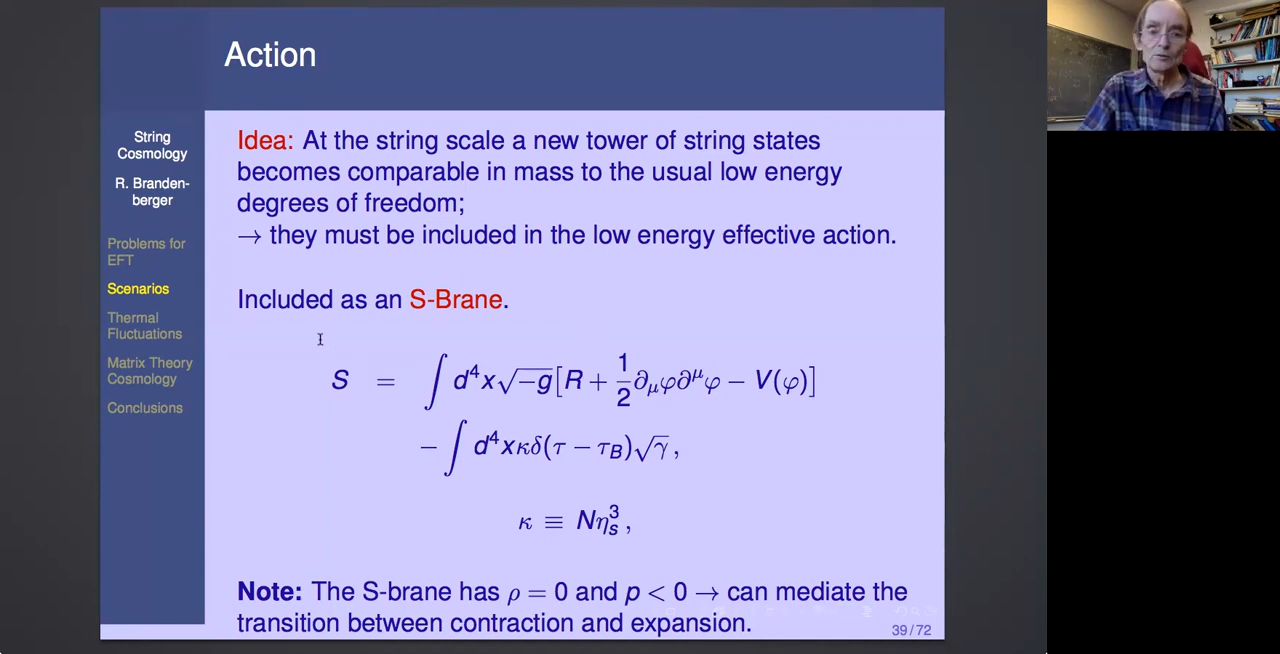 Action
String
Cosmology
R. Branden-
berger
Problems for
EFT
Scenarios
Thermal
Fluctuations
Matrix Theory
Cosmology
Conclusions
Idea: At the string scale a new tower of string states
becomes comparable in mass to the usual low energy
degrees of freedom;
→ they must be included in the low energy effective action.
Included as an S-Brane.
S = ∫ d⁴x√−g[R + 1/2 ∂_μφ∂^μφ − V(φ)]
− ∫ d⁴xκδ(τ − τ_B)√γ,
κ ≡ Nη_s³,
Note: The S-brane has ρ = 0 and p < 0 → can mediate the
transition between contraction and expansion.
39/72